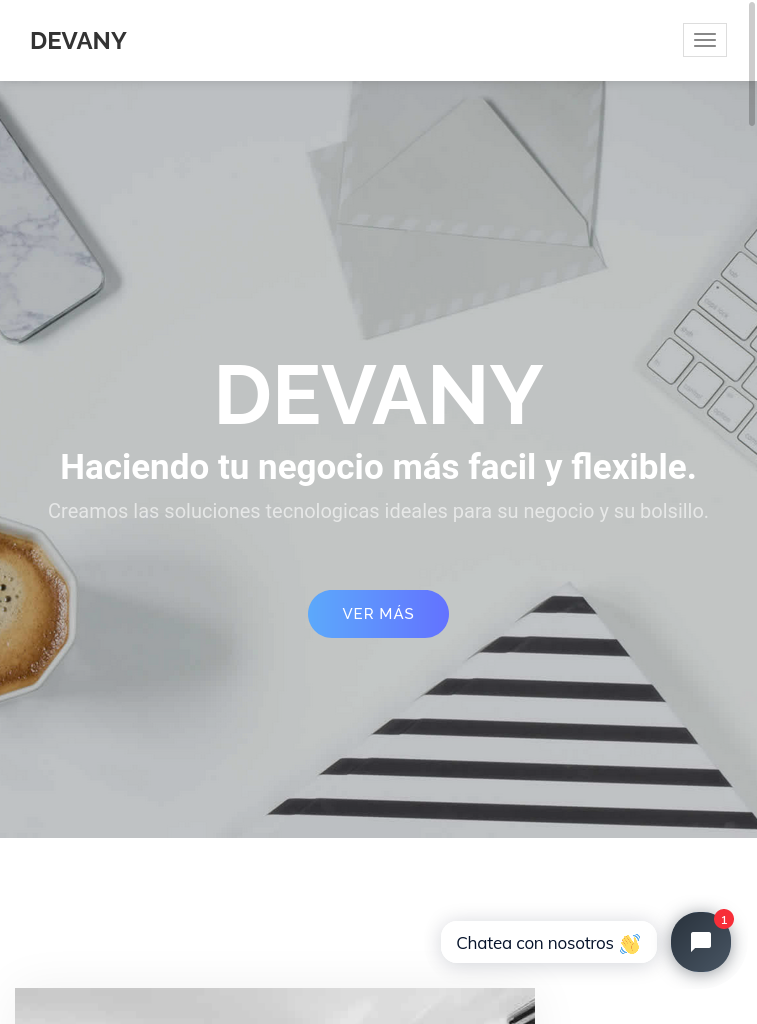 DEVANY
DEVANY
Haciendo tu negocio más facil y flexible.
Creamos las soluciones tecnologicas ideales para su negocio y su bolsillo.
VER MÁS
Chatea con nosotros 👋
1